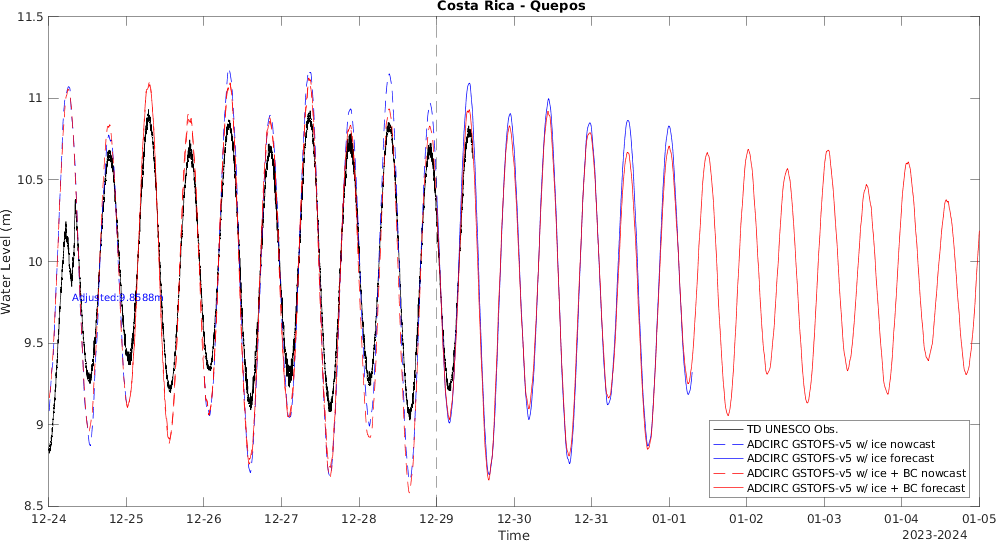 Costa Rica - Quepos
11.5
11
10.5
10
9.5
9
8.5
Water Level (m)
Adjusted:9.8588m
TD UNESCO Obs.
ADCIRC GSTOFS-v5 w/ ice nowcast
ADCIRC GSTOFS-v5 w/ ice forecast
ADCIRC GSTOFS-v5 w/ ice + BC nowcast
ADCIRC GSTOFS-v5 w/ ice + BC forecast
12-24 12-25 12-26 12-27 12-28 12-29 12-30 12-31 01-01 01-02 01-03 01-04 01-05
Time
2023-2024